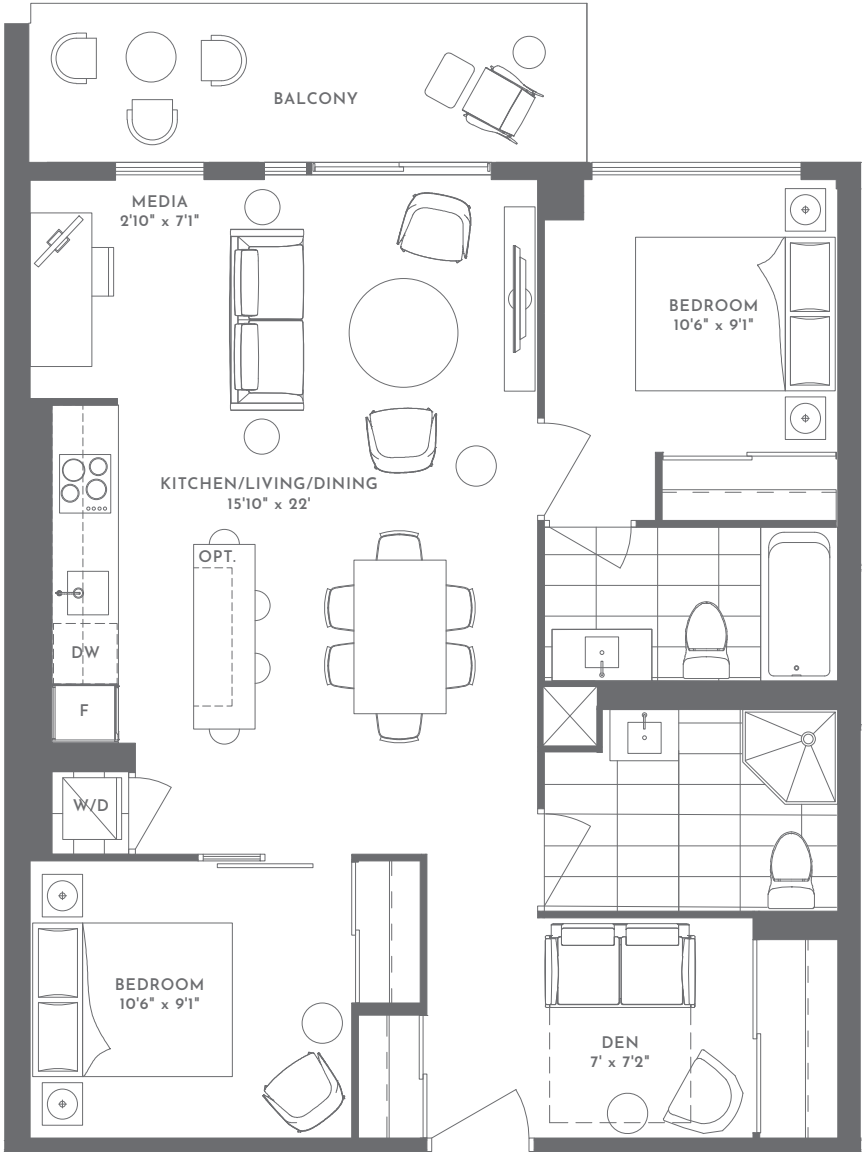 BALCONY
MEDIA
2'10" x 7'1"
BEDROOM
10'6" x 9'1"
KITCHEN/LIVING/DINING
15'10" x 22'
OPT.
DW
F
W/D
BEDROOM
10'6" x 9'1"
DEN
7' x 7'2"